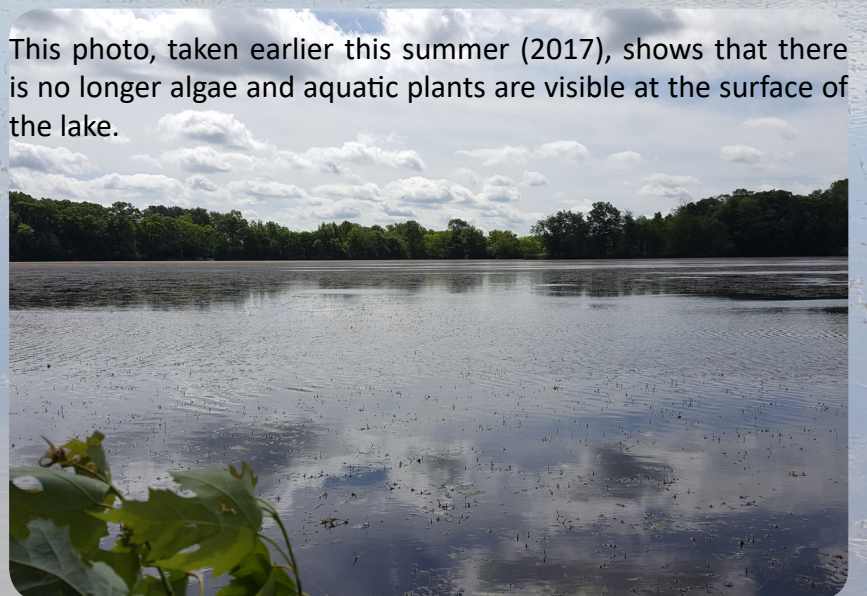 This photo, taken earlier this summer (2017), shows that there
is no longer algae and aquatic plants are visible at the surface of
the lake.